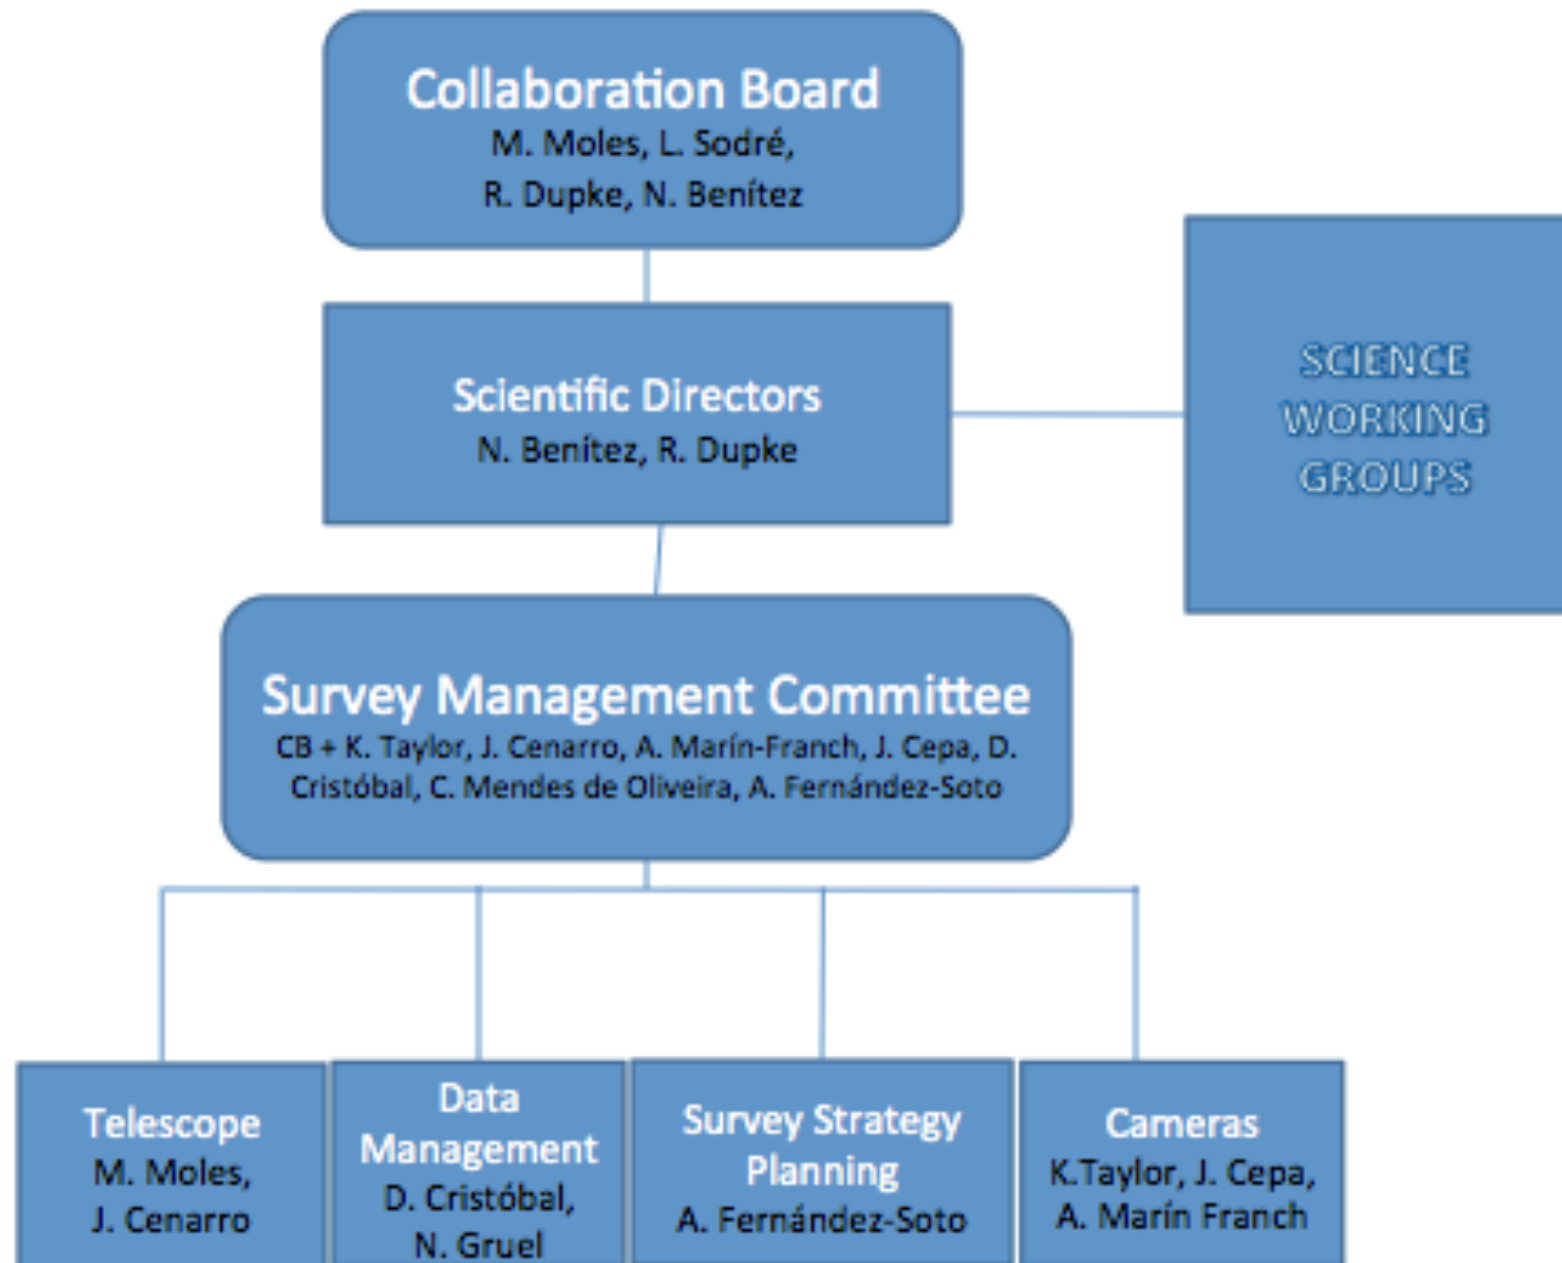 Collaboration Board
M. Moles, L. Sodré,
R. Dupke, N. Benítez
Scientific Directors
N. Benítez, R. Dupke
SCIENCE
WORKING
GROUPS
Survey Management Committee
CB + K. Taylor, J. Cenarro, A. Marín-Franch, J. Cepa, D.
Cristóbal, C. Mendes de Oliveira, A. Fernández-Soto
Telescope
M. Moles,
J. Cenarro
Data
Management
D. Cristóbal,
N. Gruel
Survey Strategy
Planning
A. Fernández-Soto
Cameras
K.Taylor, J. Cepa,
A. Marín Franch